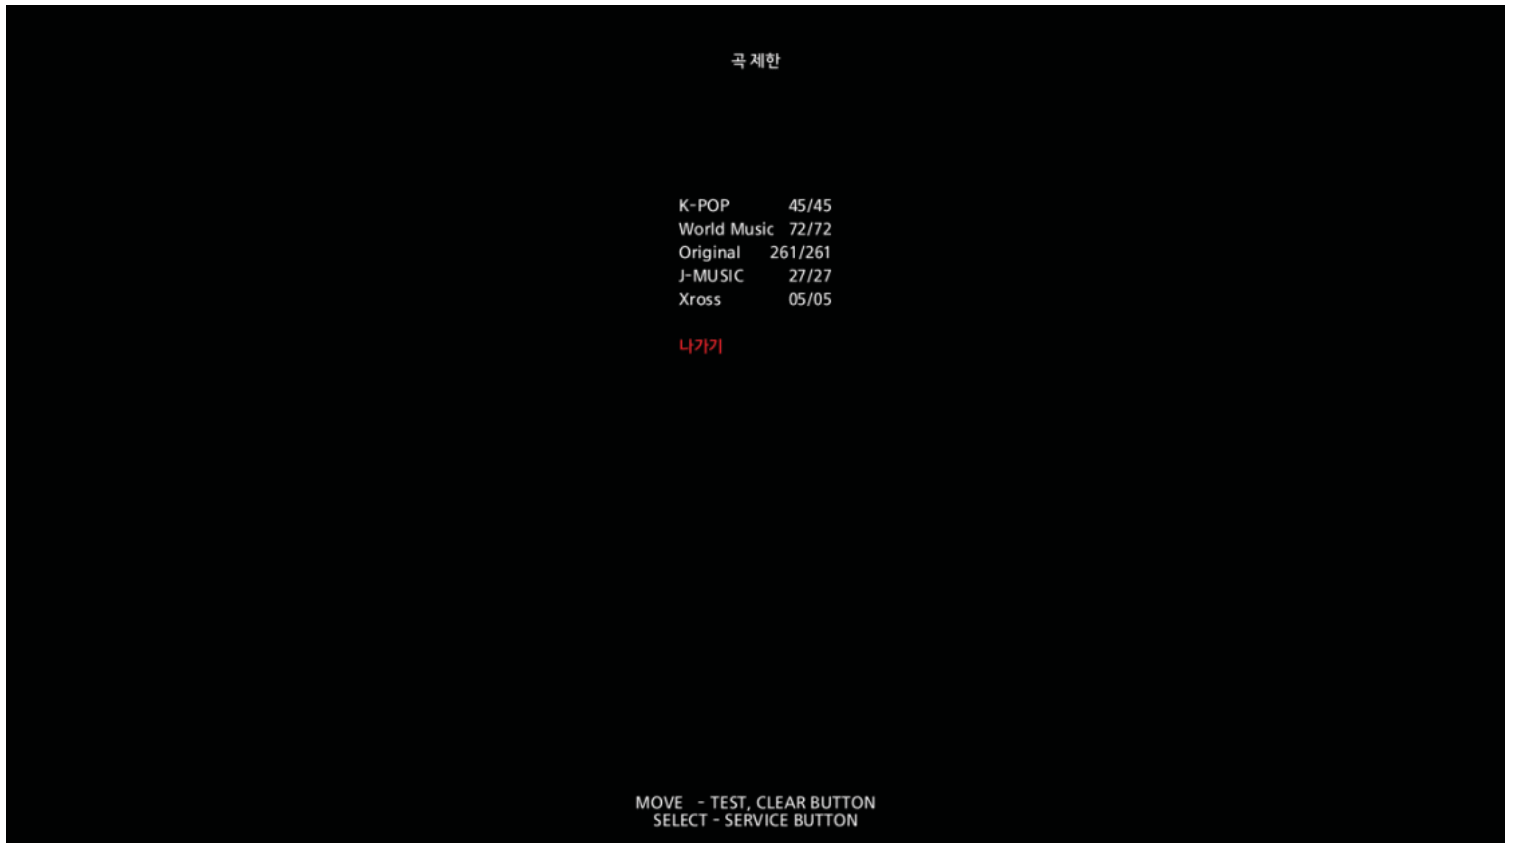 곡 제한
K-POP 45/45
World Music 72/72
Original 261/261
J-MUSIC 27/27
Xross 05/05
나가기
MOVE - TEST, CLEAR BUTTON
SELECT - SERVICE BUTTON